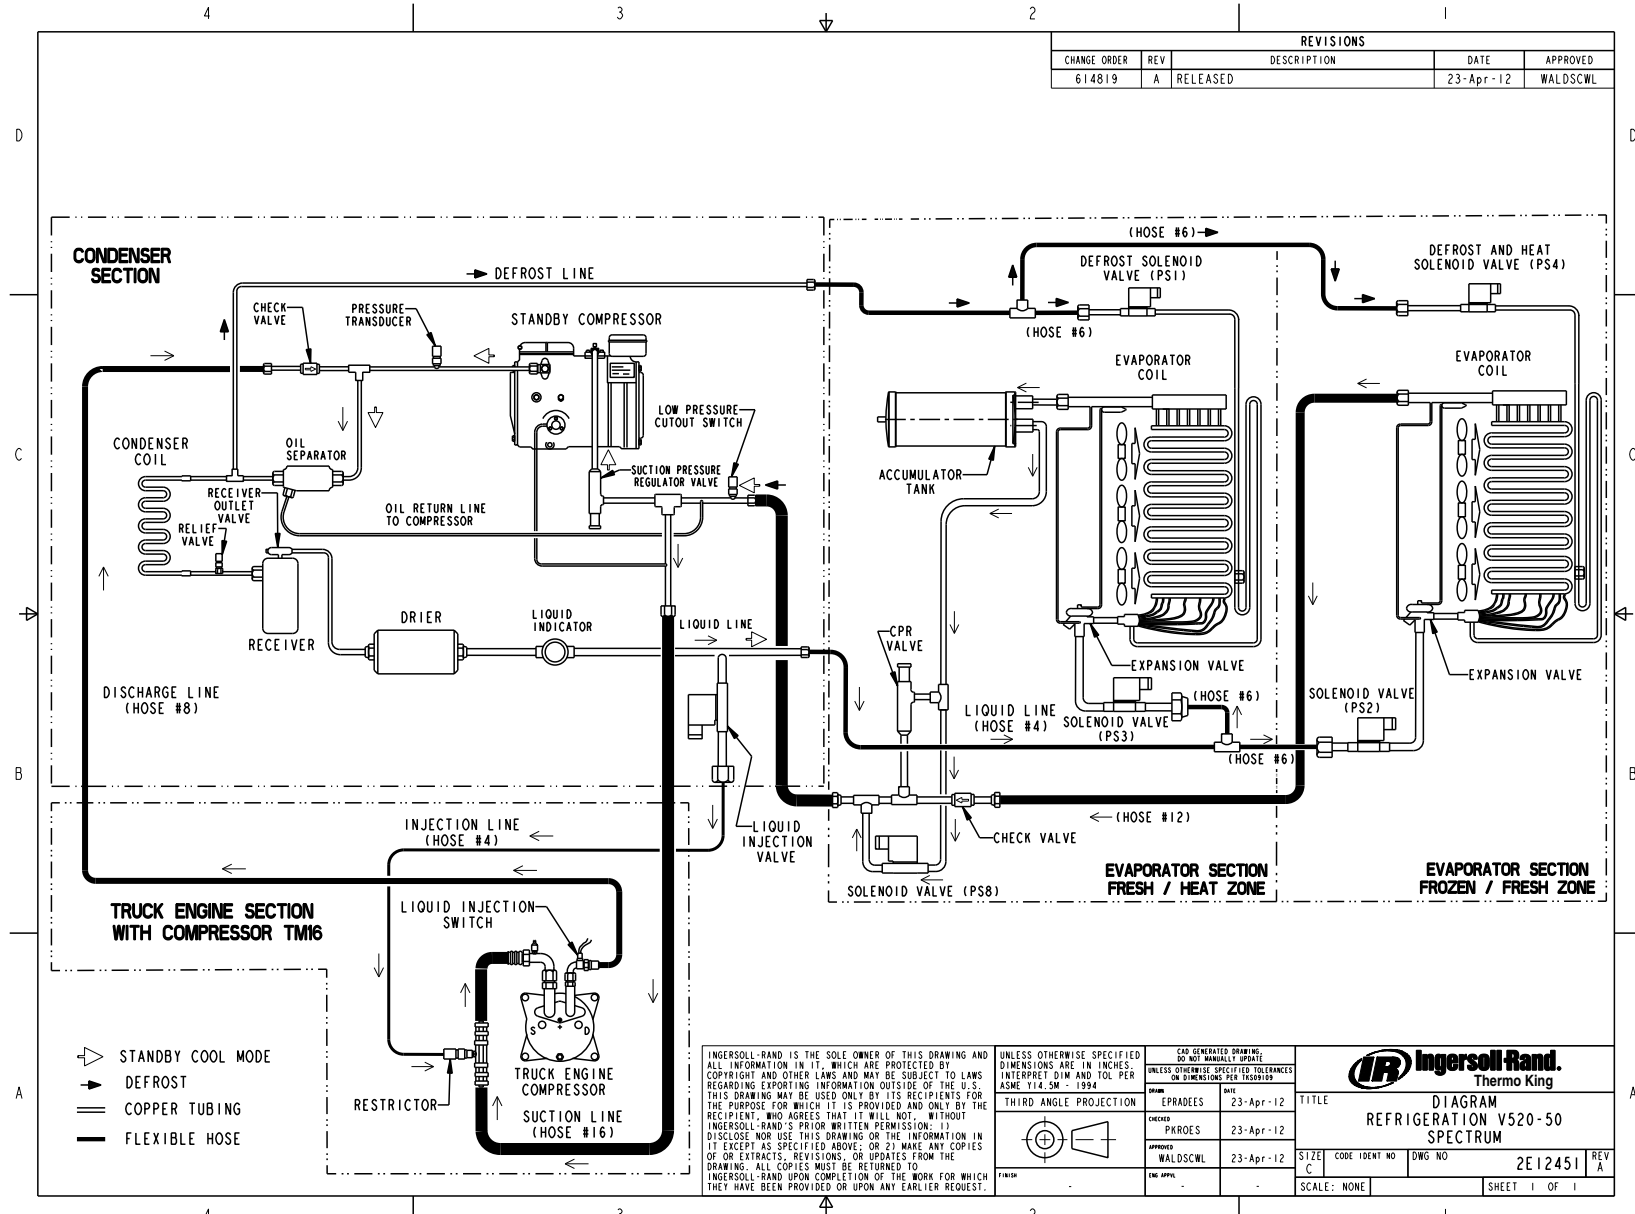 4 3 2 1
REVISIONS
CHANGE ORDER REV DESCRIPTION DATE APPROVED
614819 A RELEASED 23-Apr-12 WALDSCWL
D D
CONDENSER
SECTION
DEFROST LINE
(HOSE #6)
DEFROST SOLENOID
VALVE (PS1)
DEFROST AND HEAT
SOLENOID VALVE (PS4)
CHECK
VALVE
PRESSURE
TRANSDUCER
STANDBY COMPRESSOR
(HOSE #6)
EVAPORATOR
COIL
EVAPORATOR
COIL
LOW PRESSURE
CUTOUT SWITCH
CONDENSER
COIL
OIL
SEPARATOR
C C
SUCTION PRESSURE
REGULATOR VALVE
ACCUMULATOR
TANK
RECEIVER
OUTLET
VALVE
RELIEF
VALVE
OIL RETURN LINE
TO COMPRESSOR
DRIER
LIQUID
INDICATOR
LIQUID LINE
RECEIVER
CPR
VALVE
EXPANSION VALVE
EXPANSION VALVE
DISCHARGE LINE
(HOSE #8)
(HOSE #6)
SOLENOID VALVE
(PS2)
LIQUID LINE
(HOSE #4)
SOLENOID VALVE
(PS3)
(HOSE #6)
B B
INJECTION LINE
(HOSE #4)
LIQUID
INJECTION
VALVE
(HOSE #12)
CHECK VALVE
SOLENOID VALVE (PS8)
EVAPORATOR SECTION
FRESH / HEAT ZONE
EVAPORATOR SECTION
FROZEN / FRESH ZONE
TRUCK ENGINE SECTION
WITH COMPRESSOR TM16
LIQUID INJECTION
SWITCH
S D
TRUCK ENGINE
COMPRESSOR
RESTRICTOR
SUCTION LINE
(HOSE #16)
STANDBY COOL MODE
DEFROST
COPPER TUBING
FLEXIBLE HOSE
A A
INGERSOLL-RAND IS THE SOLE OWNER OF THIS DRAWING AND
ALL INFORMATION IN IT, WHICH ARE PROTECTED BY
COPYRIGHT AND OTHER LAWS AND MAY BE SUBJECT TO LAWS
REGARDING EXPORTING INFORMATION OUTSIDE OF THE U.S.
THIS DRAWING MAY BE USED ONLY BY ITS RECIPIENTS FOR
THE PURPOSE FOR WHICH IT IS PROVIDED AND ONLY BY THE
RECIPIENT, WHO AGREES THAT IT WILL NOT, WITHOUT
INGERSOLL-RAND'S PRIOR WRITTEN PERMISSION: 1)
DISCLOSE NOR USE THIS DRAWING OR THE INFORMATION IN
IT EXCEPT AS SPECIFIED ABOVE; OR 2) MAKE ANY COPIES
OF OR EXTRACTS, REVISIONS, OR UPDATES FROM THE
DRAWING. ALL COPIES MUST BE RETURNED TO
INGERSOLL-RAND UPON COMPLETION OF THE WORK FOR WHICH
THEY HAVE BEEN PROVIDED OR UPON ANY EARLIER REQUEST.
UNLESS OTHERWISE SPECIFIED
DIMENSIONS ARE IN INCHES.
INTERPRET DIM AND TOL PER
ASME Y14.5M - 1994
THIRD ANGLE PROJECTION
FINISH
-
CAD GENERATED DRAWING,
DO NOT MANUALLY UPDATE
UNLESS OTHERWISE SPECIFIED TOLERANCES
ON DIMENSIONS PER TKS09109
DRAWN DATE
EPRADEES 23-Apr-12
CHECKED
PKROES 23-Apr-12
APPROVED
WALDSCWL 23-Apr-12
ENG APPVL
- -
IR Ingersoll-Rand.
Thermo King
TITLE
DIAGRAM
REFRIGERATION V520-50
SPECTRUM
SIZE CODE IDENT NO DWG NO REV
C 2E12451 A
SCALE: NONE SHEET 1 OF 1
4 3 2 1